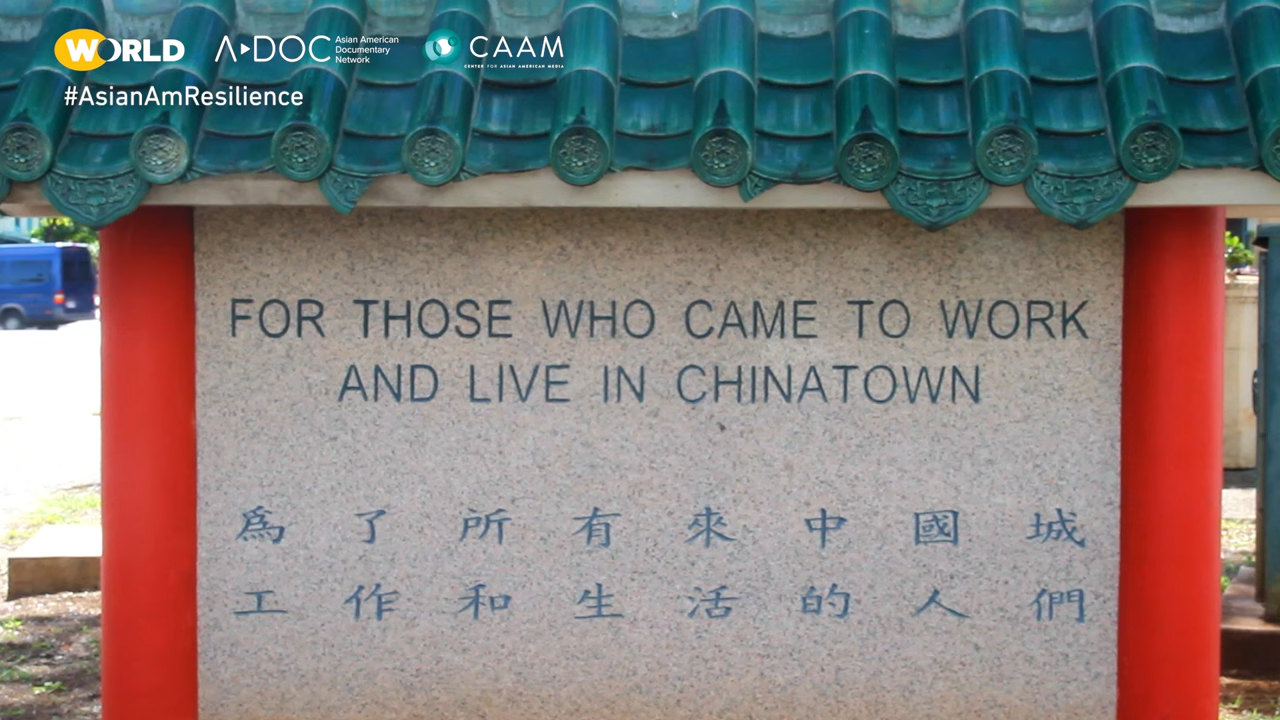 WORLD
A-DOC
Asian American
Documentary
Network
CAAM
CENTER FOR ASIAN AMERICAN MEDIA
#AsianAmResilience
FOR THOSE WHO CAME TO WORK
AND LIVE IN CHINATOWN
為了所有來中國城
工作和生活的人們